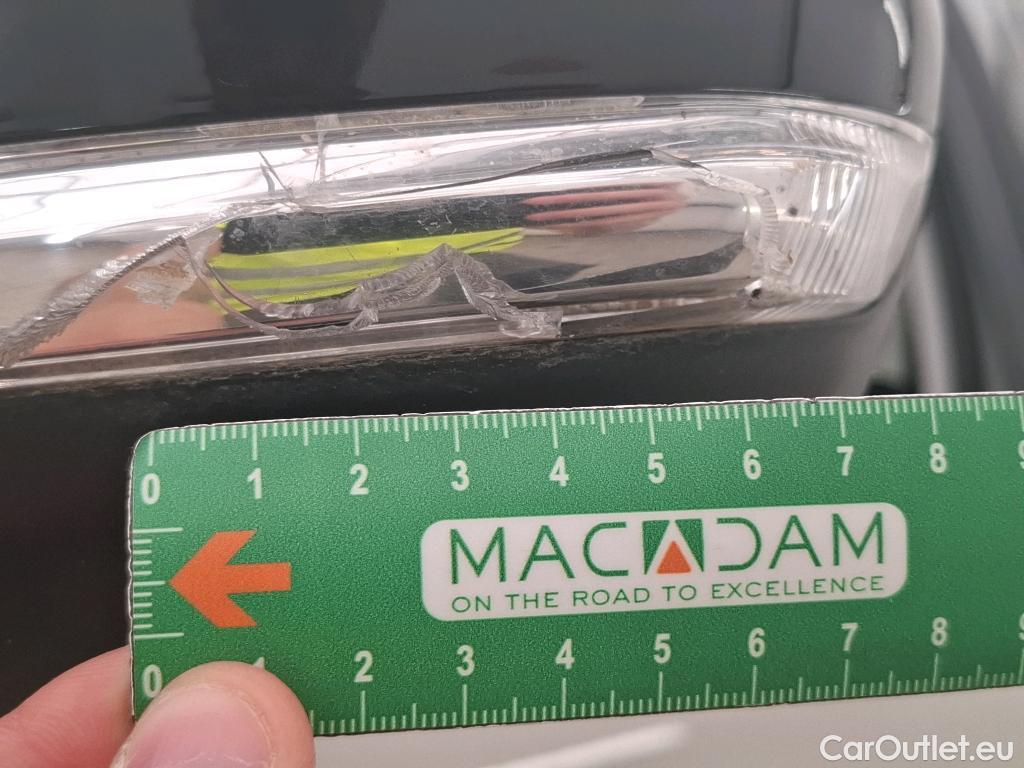 0 1 2 3 4 5 6 7 8 9
MACADAM
ON THE ROAD TO EXCELLENCE
0 1 2 3 4 5 6 7 8 9
CarOutlet.eu